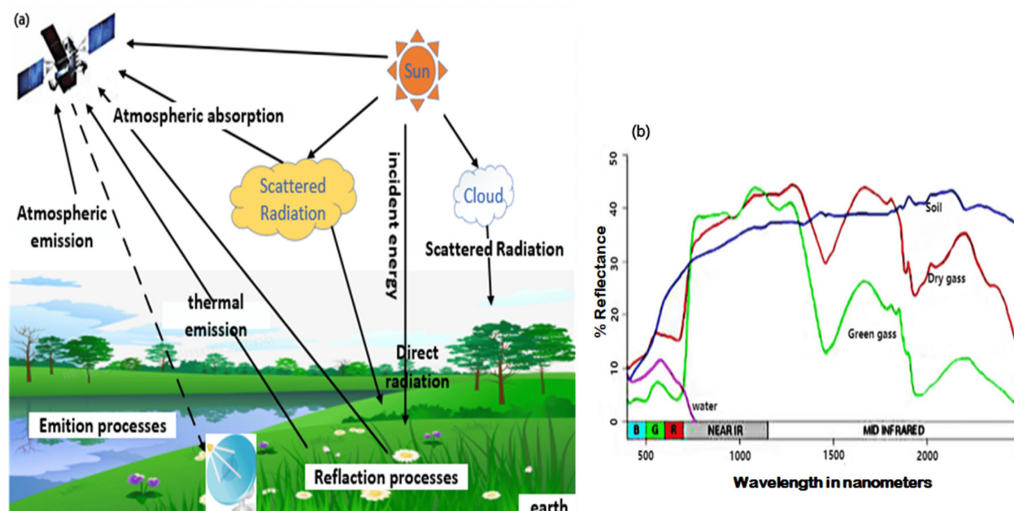 (a)
Sun
Atmospheric absorption
Scattered
Radiation
incident energy
Cloud
Atmospheric
emission
Scattered Radiation
thermal
emission
Direct
radiation
Emition processes
Reflaction processes
earth
(b)
50
40
30
20
10
0
% Reflectance
Soil
Dry gass
Green gass
water
B G R NEAR IR MID INFRARED
500 1000 1500 2000
Wavelength in nanometers